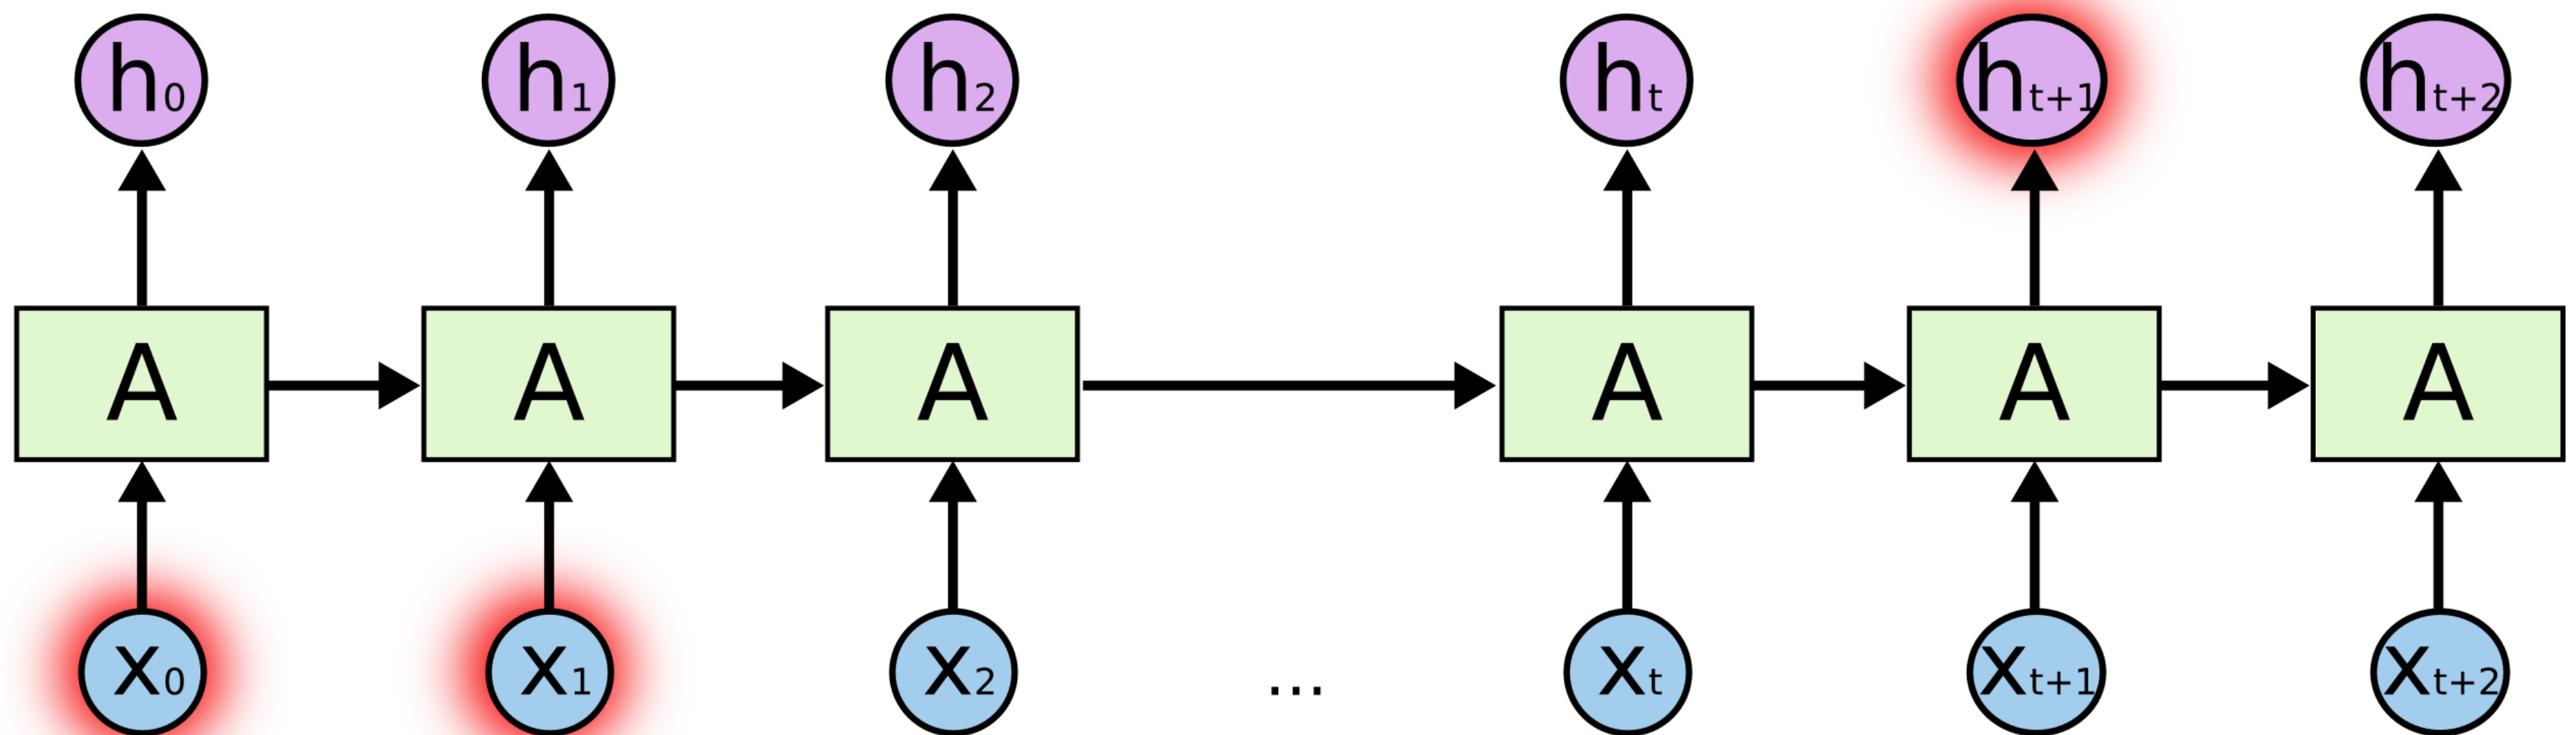 h0 h1 h2 ht ht+1 ht+2
A A A A A A
x0 x1 x2 ... xt xt+1 xt+2